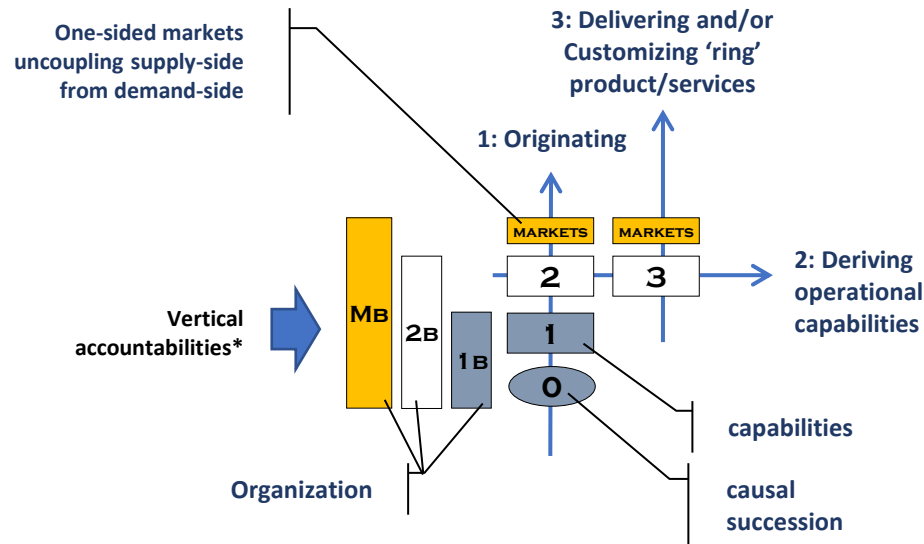 One-sided markets
uncoupling supply-side
from demand-side
3: Delivering and/or
Customizing ‘ring’
product/services
1: Originating
MARKETS
MARKETS
2
3
2: Deriving
operational
capabilities
MB
2B
1B
1
0
Vertical
accountabilities*
capabilities
Organization
causal
succession